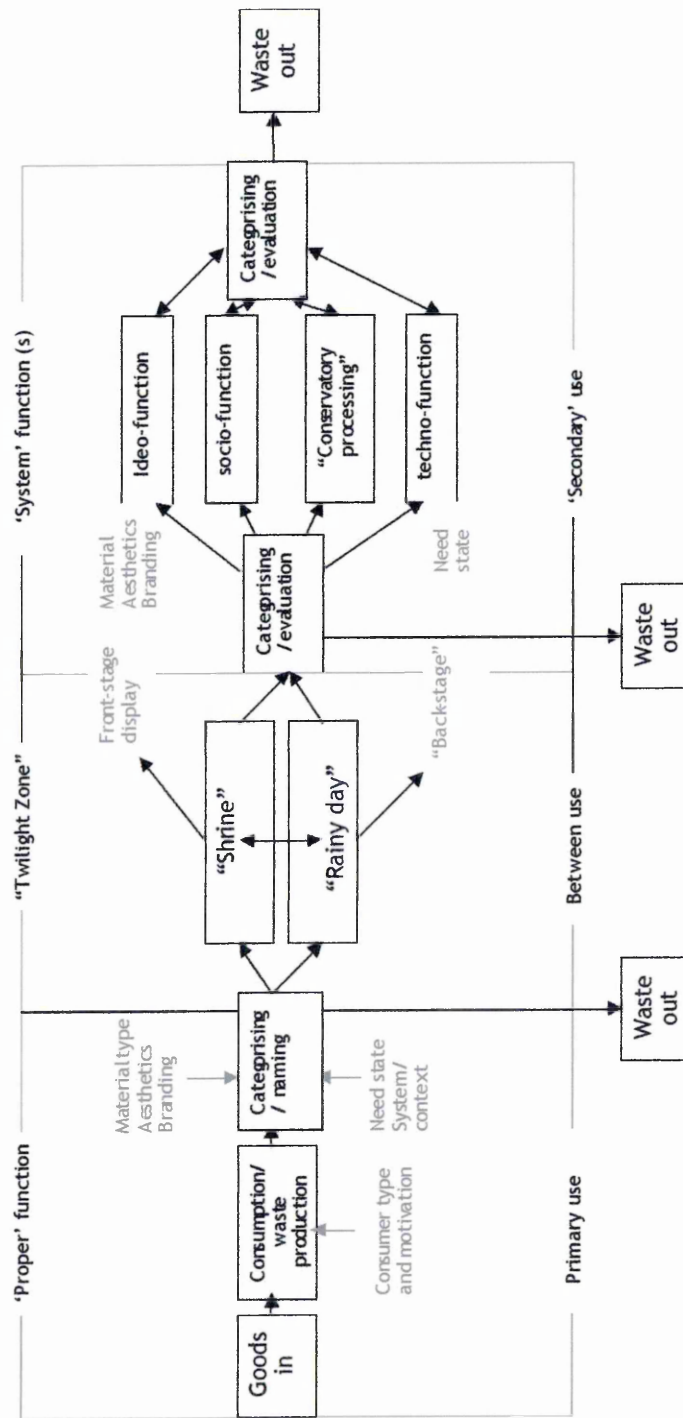 'Proper' function
"Twilight Zone"
'System' function (s)
Goods
in
Consumption/
waste
production
Consumer type
and motivation
Material type
Aesthetics
Branding
Categorising
/ naming
Need state
System/
context
Waste
out
"Shrine"
"Rainy day"
Front-stage
display
"Back-stage"
Categorising
/evaluation
Waste
out
Material
Aesthetics
Branding
Need
state
Ideo-function
socio-function
"Conservatory
processing"
techno-function
Categorising
/evaluation
Waste
out
Primary use
Between use
'Secondary' use